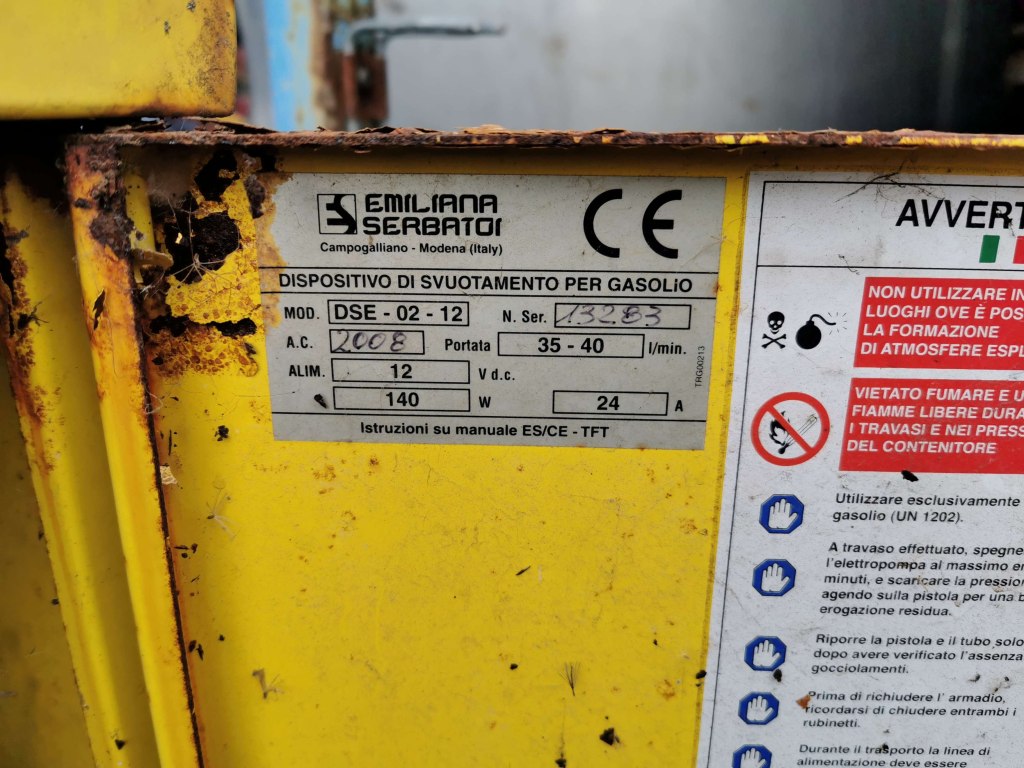 EMILIANA
SERBATOI
Campogalliano - Modena (Italy)
CE
DISPOSITIVO DI SVUOTAMENTO PER GASOLiO
MOD. DSE - 02 - 12 N. Ser. 13283
A.C. 2008 Portata 35 - 40 l/min.
ALIM. 12 V d.c.
140 W 24 A
TRG00213
Istruzioni su manuale ES/CE - TFT
AVVERT
NON UTILIZZARE IN
LUOGHI OVE È POS
LA FORMAZIONE
DI ATMOSFERE ESPL
VIETATO FUMARE E U
FIAMME LIBERE DURA
I TRAVASI E NEI PRESS
DEL CONTENITORE
Utilizzare esclusivamente
gasolio (UN 1202).
A travaso effettuato, spegne
l'elettropompa al massimo en
minuti, e scaricare la pression
agendo sulla pistola per una b
erogazione residua.
Riporre la pistola e il tubo solo
dopo avere verificato l'assenza
gocciolamenti.
Prima di richiudere l' armadio,
ricordarsi di chiudere entrambi i
rubinetti.
Durante il trasporto la linea di
alimentazione deve essere